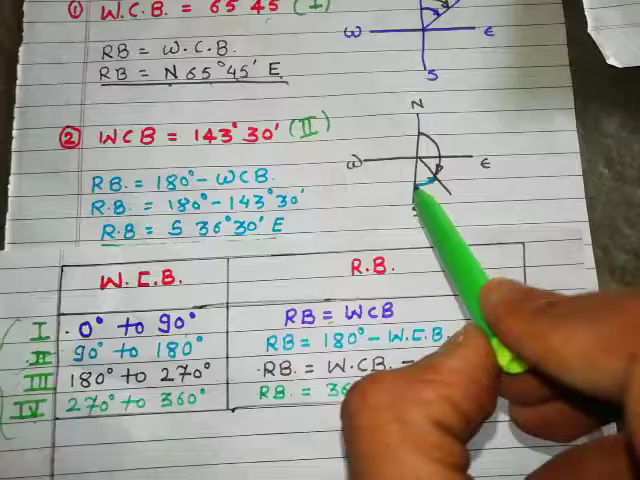 ① W.C.B. = 65°45' (I)
W E
RB = W.C.B.
RB = N 65°45' E
S
N
② WCB = 143°30' (II)
W E
RB = 180° - WCB.
R.B = 180° - 143°30'
R.B = S 36°30' E
W.C.B. R.B.
I 0° to 90° RB = WCB
II 90° to 180° RB = 180° - W.C.B.
III 180° to 270° RB = W.CB. -
IV 270° to 360° RB. = 36